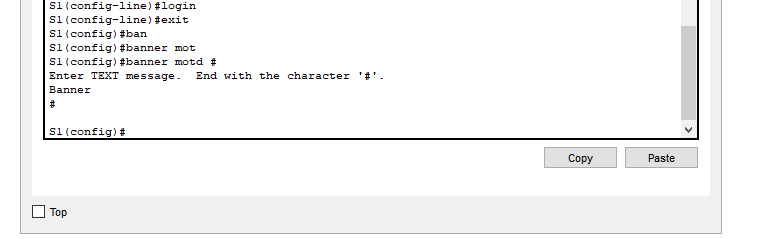 S1(config-line)#login
S1(config-line)#exit
S1(config)#ban
S1(config)#banner mot
S1(config)#banner motd #
Enter TEXT message.  End with the character '#'.
Banner
#
S1(config)#
Copy Paste
Top